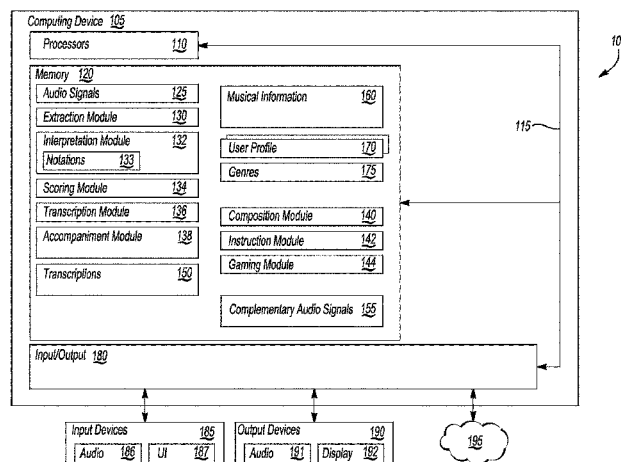 Computing Device 105
Processors 110
10
Memory 120
Audio Signals 125
Extraction Module 130
Interpretation Module 132
Notations 133
Scoring Module 134
Transcription Module 136
Accompaniment Module 138
Transcriptions 150
Musical Information 160
User Profile 170
Genres 175
Composition Module 140
Instruction Module 142
Gaming Module 144
Complementary Audio Signals 155
115
Input/Output 180
Input Devices 185
Audio 186
UI 187
Output Devices 190
Audio 191
Display 192
195